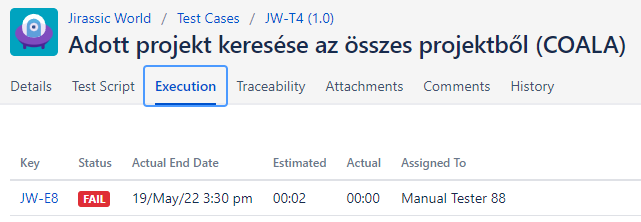 Jirassic World / Test Cases / JW-T4 (1.0)
Adott projekt keresése az összes projektből (COALA)
Details Test Script Execution Traceability Attachments Comments History
Key Status Actual End Date Estimated Actual Assigned To
JW-E8 FAIL 19/May/22 3:30 pm 00:02 00:00 Manual Tester 88